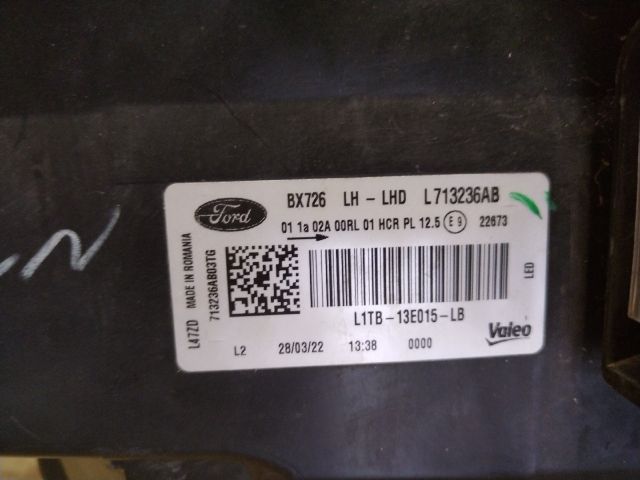 Ford
BX726 LH - LHD L713236AB
01 1a 02A 00RL 01 HCR PL 12.5 E9 22673
L47ZD MADE IN ROMANIA
713236AB03TG
LED
L1TB-13E015-LB
Valeo
L2 28/03/22 13:38 0000